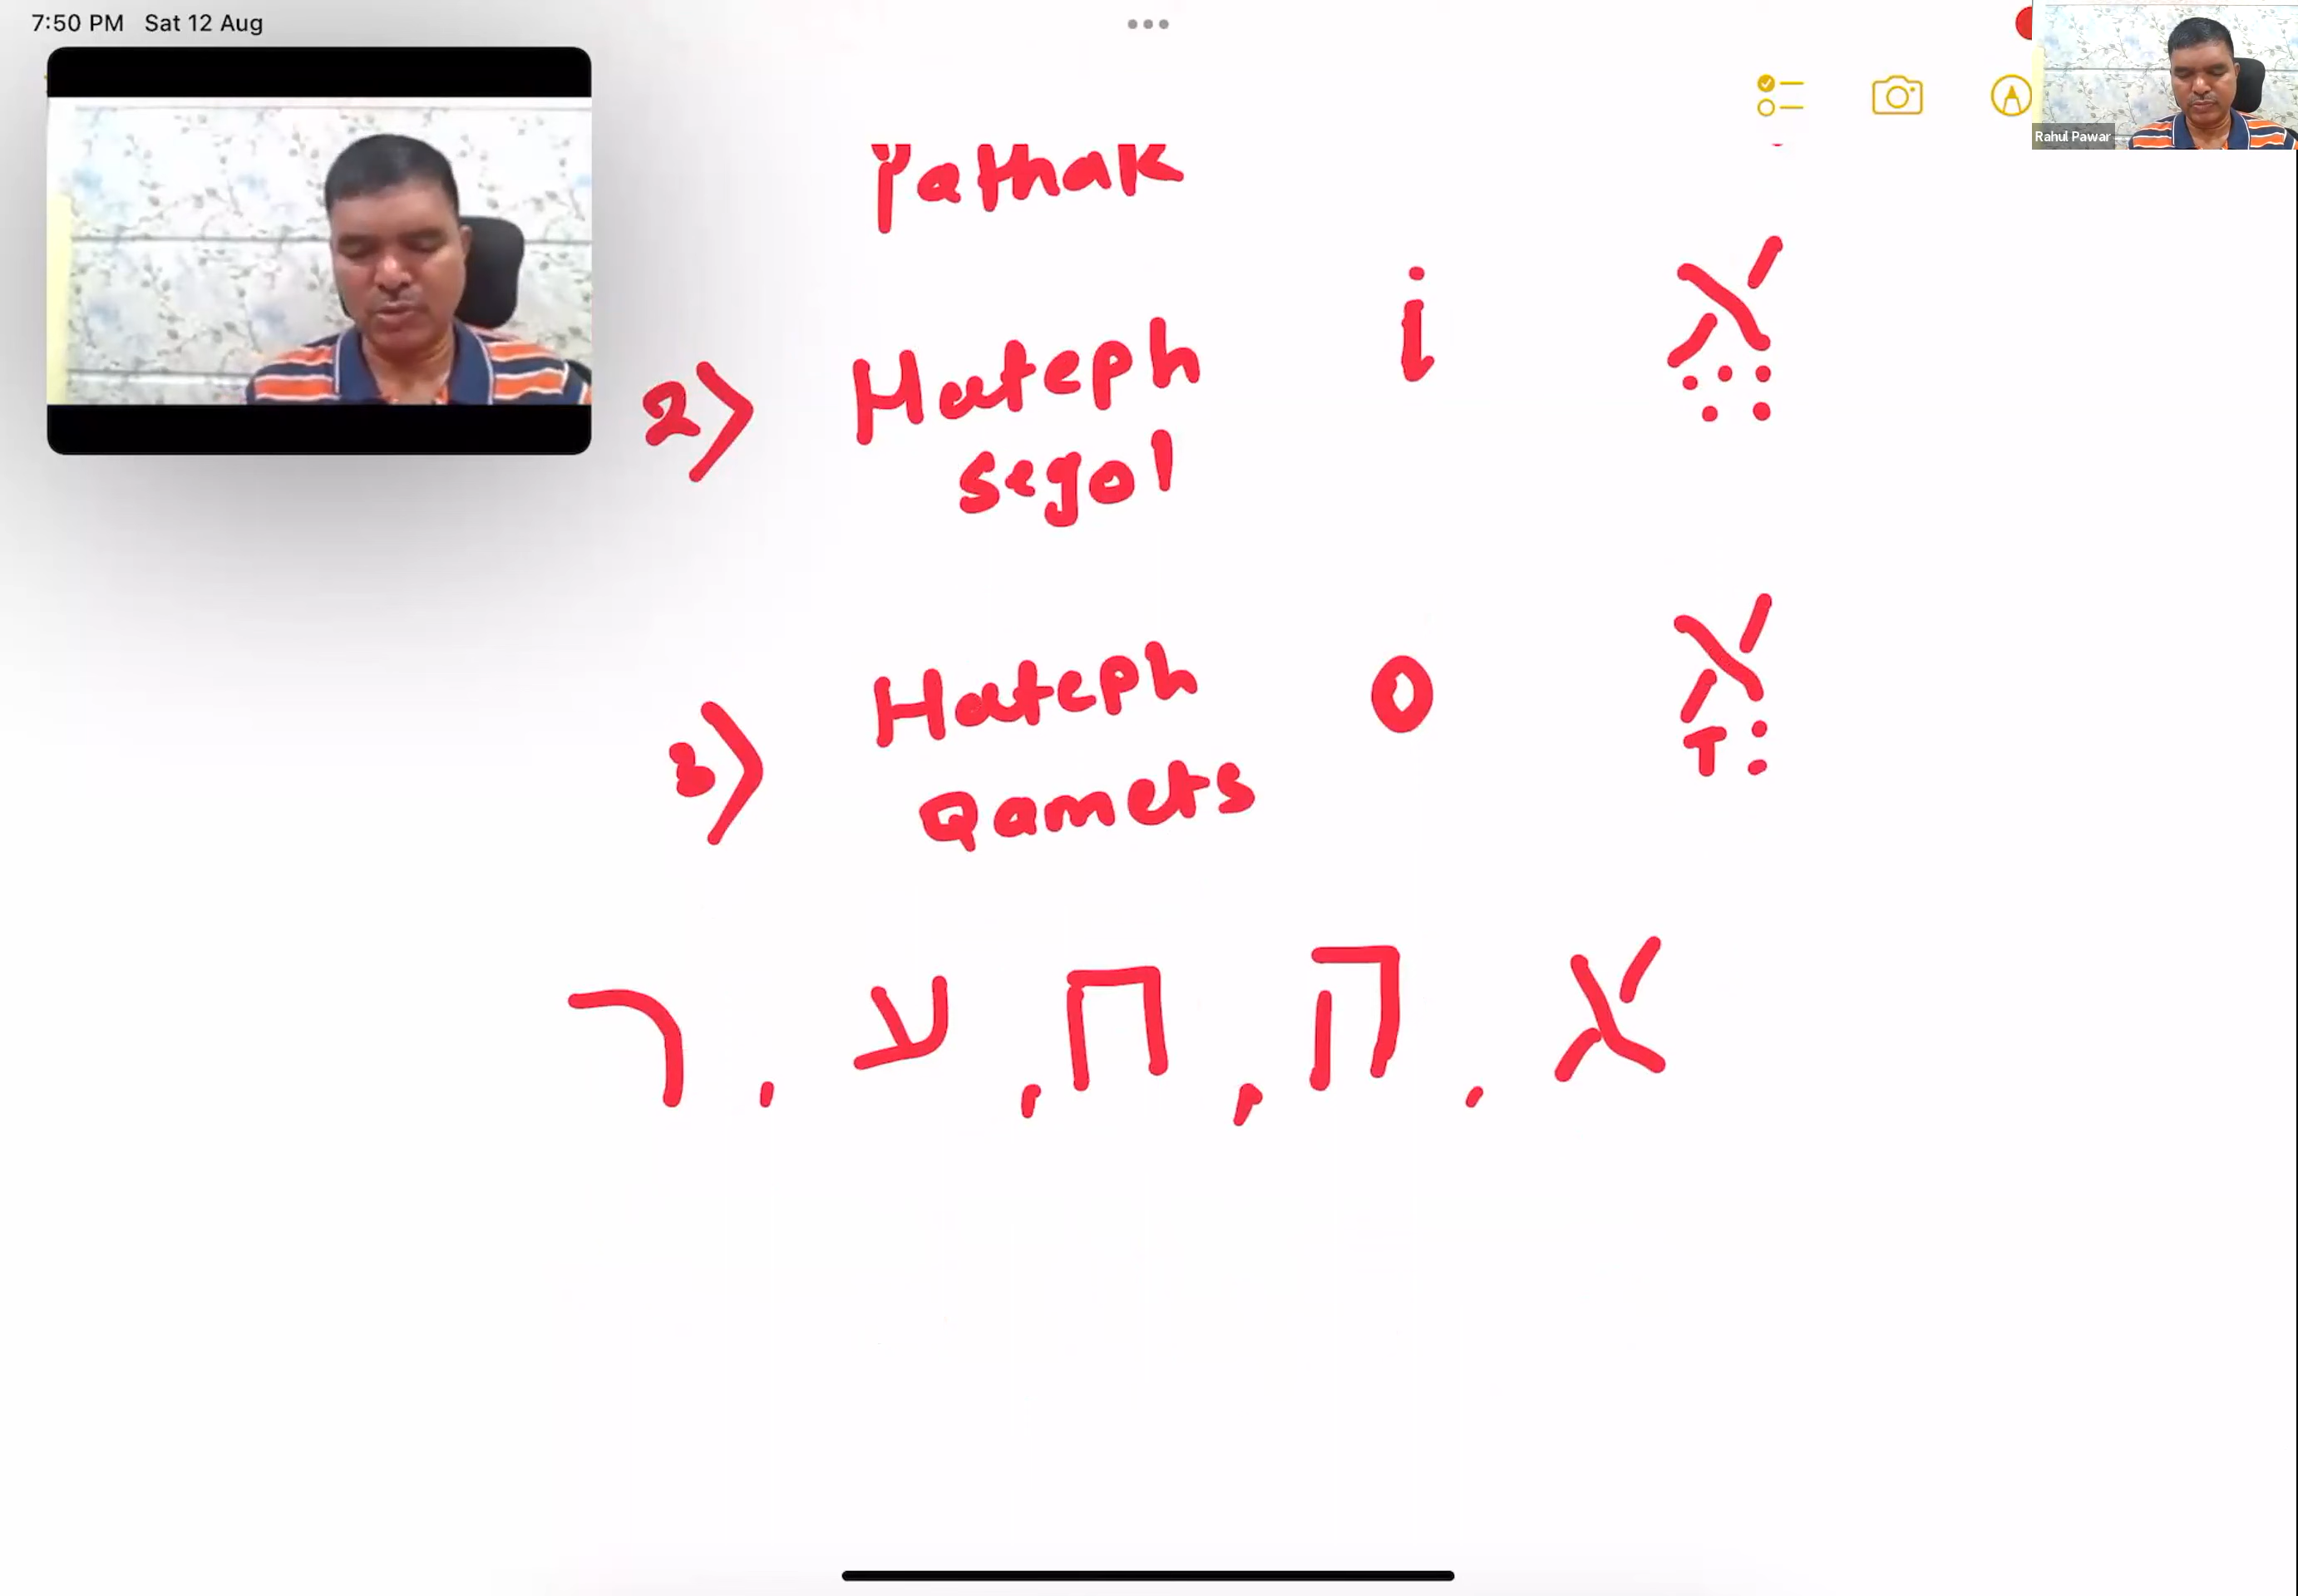 7:50 PM Sat 12 Aug
Rahul Pawar
Pathak
2) Hateph i אֱ
segol
3) Hateph o אֳ
Qamets
ר , ע , ח , ה , א